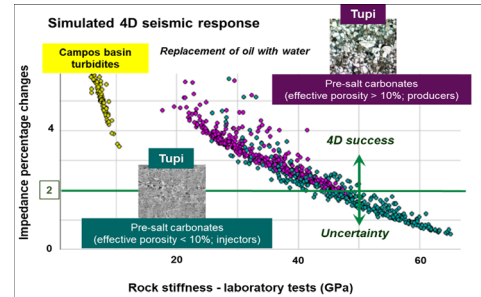 Simulated 4D seismic response
Tupi
Campos basin
turbidites
Replacement of oil with water
Pre-salt carbonates
(effective porosity > 10%; producers)
Impedance percentage changes
4
2
0
4D success
Tupi
Pre-salt carbonates
(effective porosity < 10%; injectors)
Uncertainty
20
40
60
Rock stiffness - laboratory tests (GPa)